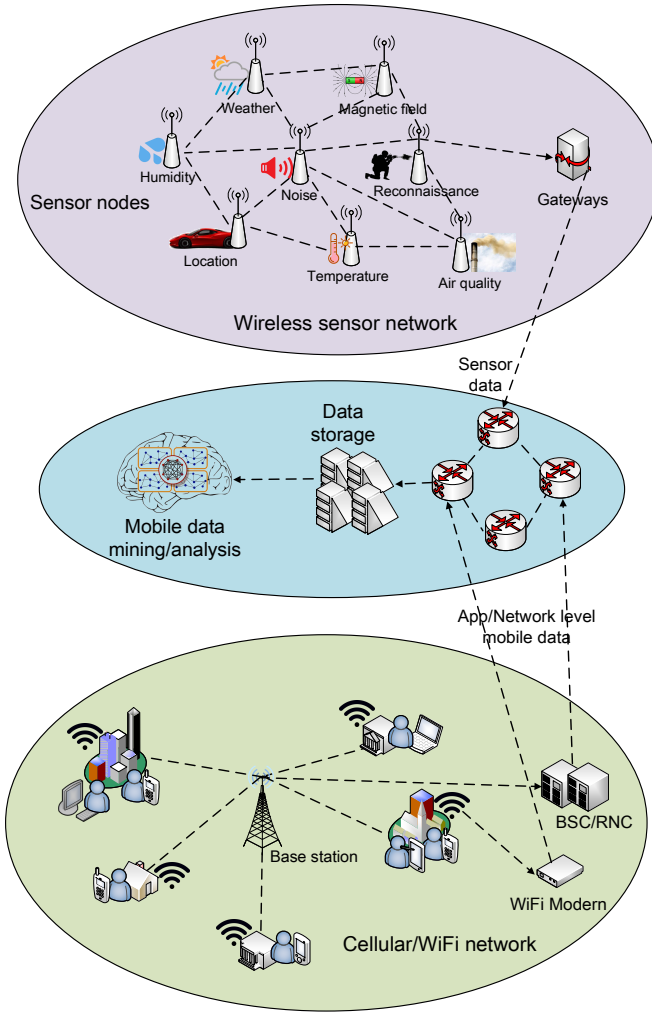 Weather
Magnetic field
Humidity
Noise
Reconnaissance
Gateways
Sensor nodes
Location
Temperature
Air quality
Wireless sensor network
Sensor
data
Data
storage
Mobile data
mining/analysis
App/Network level
mobile data
BSC/RNC
Base station
WiFi Modern
Cellular/WiFi network